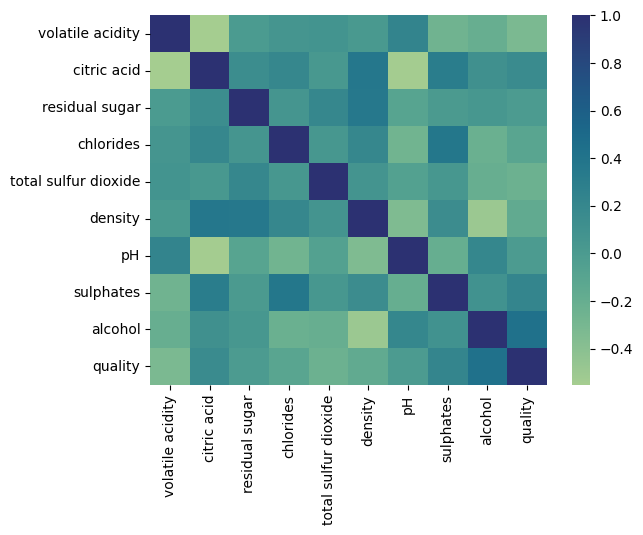 volatile acidity
citric acid
residual sugar
chlorides
total sulfur dioxide
density
pH
sulphates
alcohol
quality
volatile acidity
citric acid
residual sugar
chlorides
total sulfur dioxide
density
pH
sulphates
alcohol
quality
1.0
0.8
0.6
0.4
0.2
0.0
−0.2
−0.4